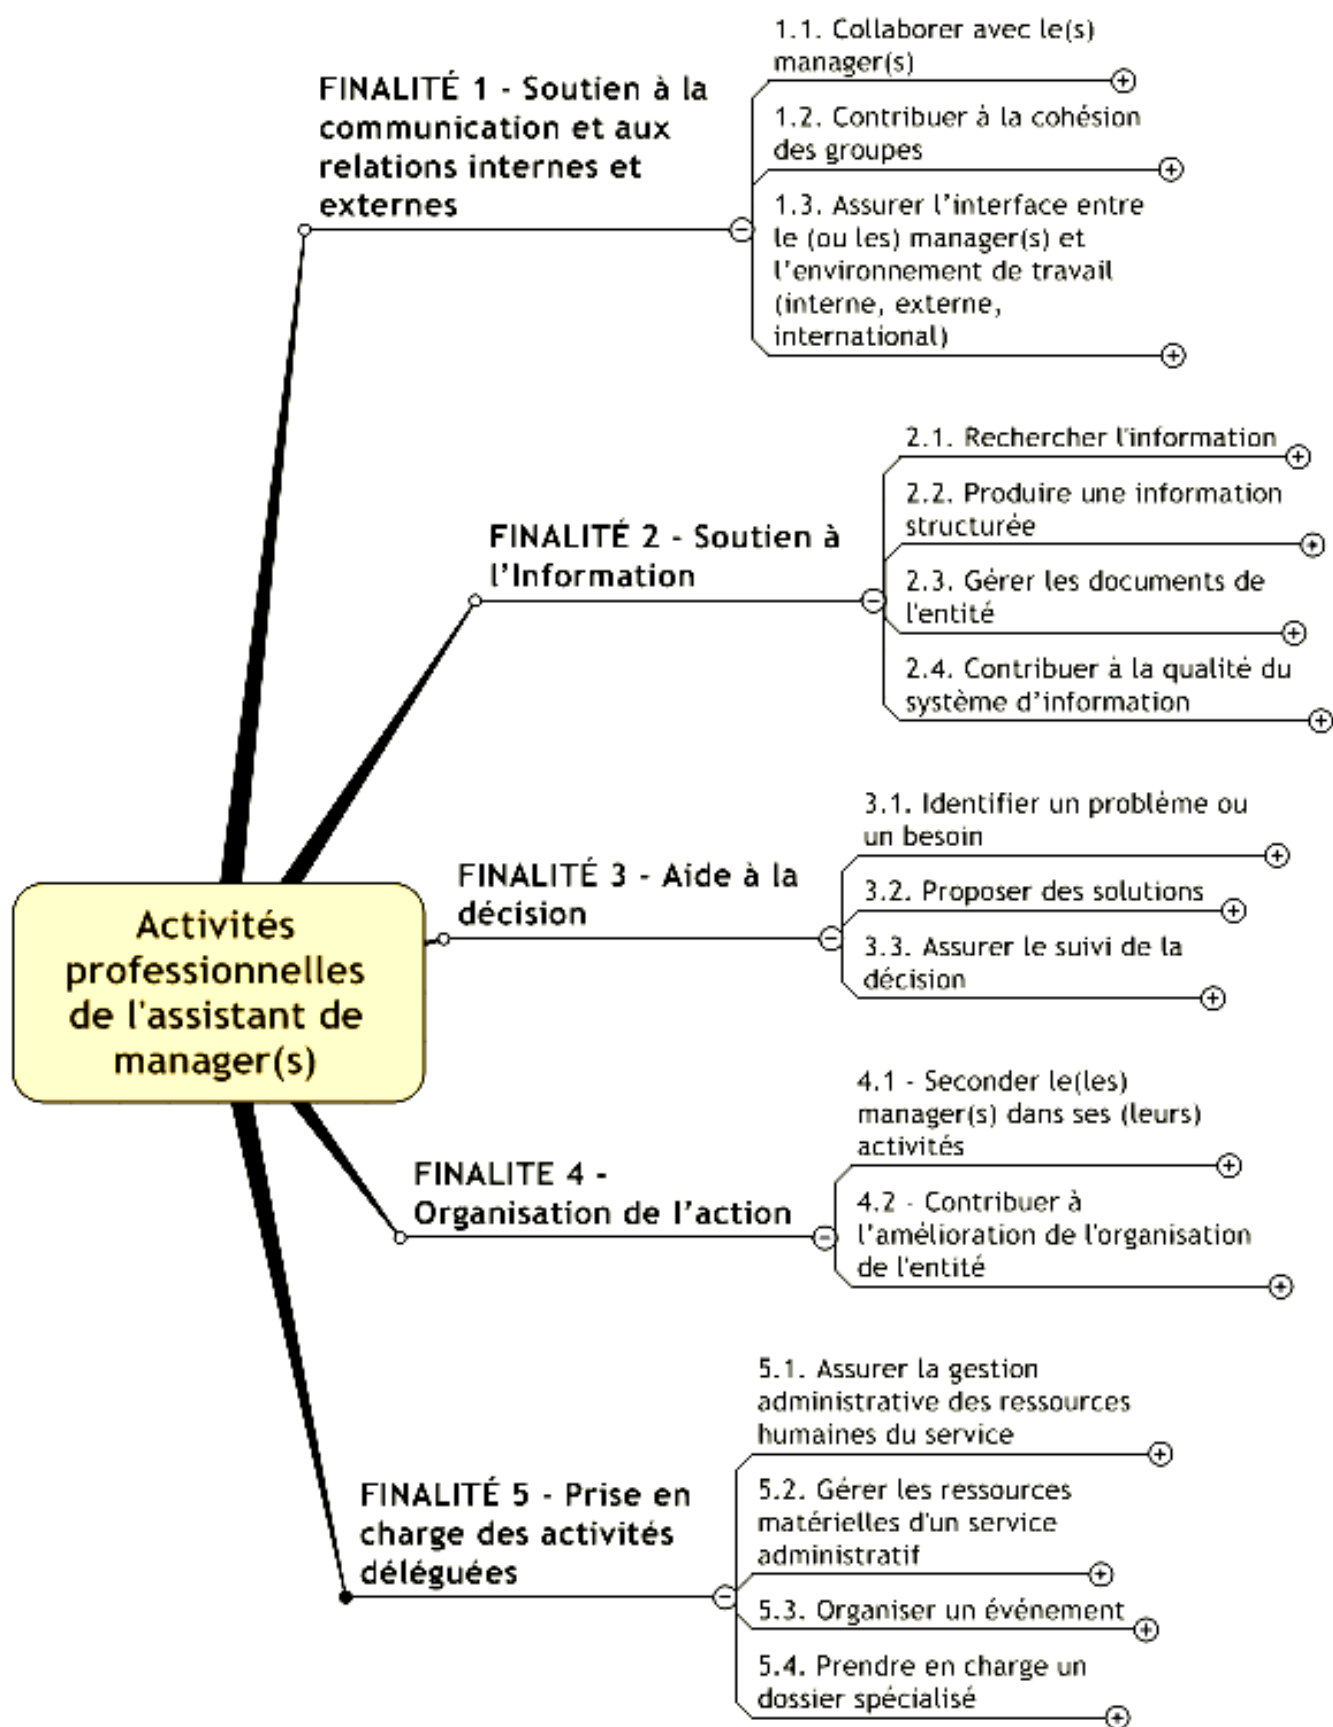 Activités
professionnelles
de l'assistant de
manager(s)
FINALITÉ 1 - Soutien à la
communication et aux
relations internes et
externes
1.1. Collaborer avec le(s)
manager(s)
1.2. Contribuer à la cohésion
des groupes
1.3. Assurer l’interface entre
le (ou les) manager(s) et
l’environnement de travail
(interne, externe,
international)
FINALITÉ 2 - Soutien à
l’Information
2.1. Rechercher l'information
2.2. Produire une information
structurée
2.3. Gérer les documents de
l'entité
2.4. Contribuer à la qualité du
système d’information
FINALITÉ 3 - Aide à la
décision
3.1. Identifier un problème ou
un besoin
3.2. Proposer des solutions
3.3. Assurer le suivi de la
décision
FINALITE 4 -
Organisation de l’action
4.1 - Seconder le(les)
manager(s) dans ses (leurs)
activités
4.2 - Contribuer à
l’amélioration de l'organisation
de l'entité
FINALITÉ 5 - Prise en
charge des activités
déléguées
5.1. Assurer la gestion
administrative des ressources
humaines du service
5.2. Gérer les ressources
matérielles d'un service
administratif
5.3. Organiser un événement
5.4. Prendre en charge un
dossier spécialisé